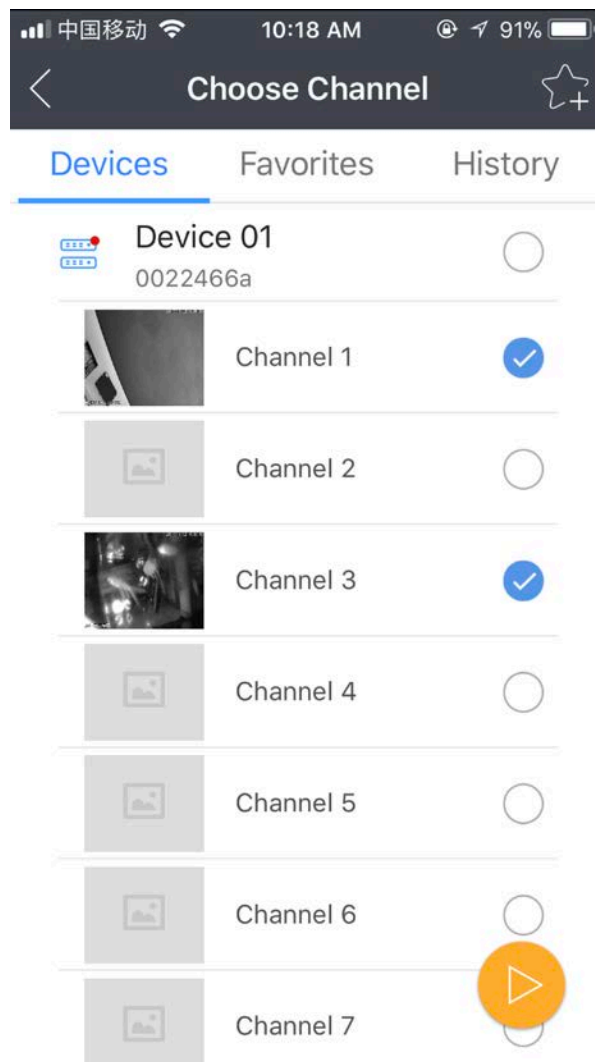 中国移动 10:18 AM 91%
Choose Channel
Devices Favorites History
Device 01
0022466a
Channel 1
Channel 2
Channel 3
Channel 4
Channel 5
Channel 6
Channel 7